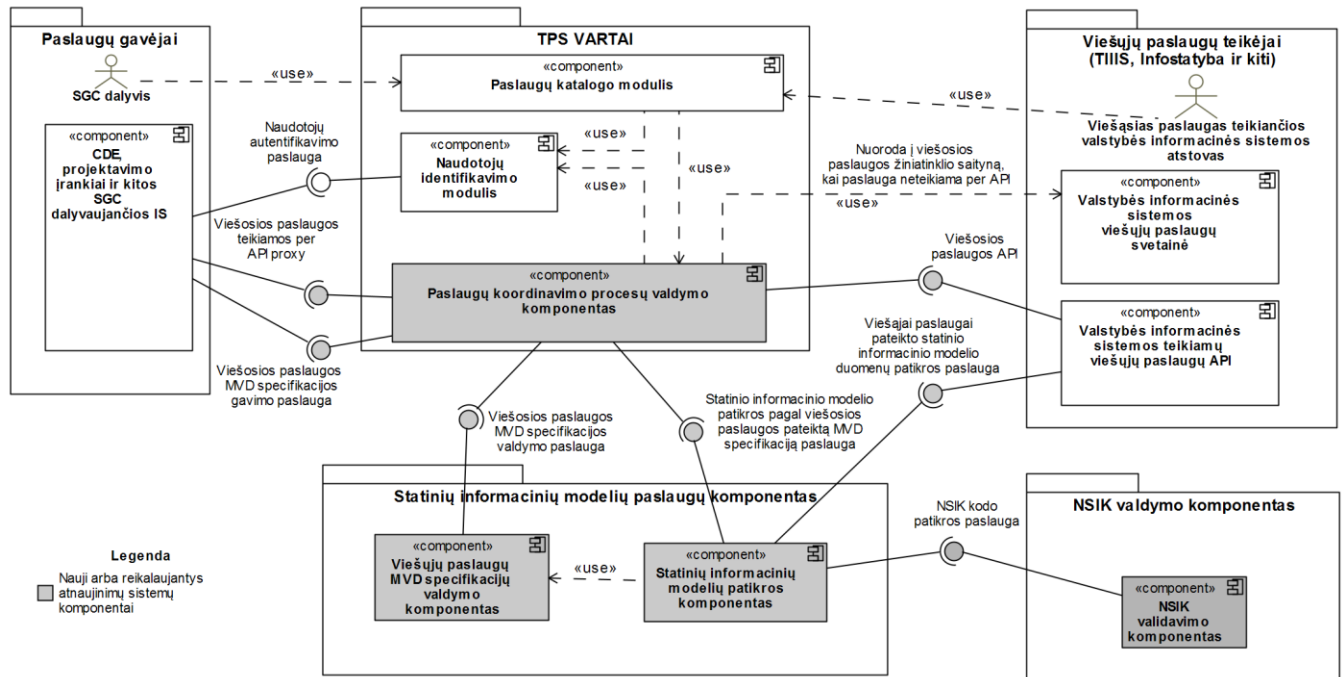 Paslaugų gavėjai
SGC dalyvis
«component»
CDE,
projektavimo
įrankiai ir kitos
SGC
dalyvaujančios IS
«use»
Naudotojų
autentifikavimo
paslauga
Viešosios paslaugos
teikiamos per
API proxy
Viešosios paslaugos
MVD specifikacijos
gavimo paslauga
TPS VARTAI
«component»
Paslaugų katalogo modulis
«component»
Naudotojų
identifikavimo
modulis
«use»
«use»
«use»
«component»
Paslaugų koordinavimo procesų valdymo
komponentas
«use»
Nuoroda į viešosios
paslaugos žiniatinklio saityną,
kai paslauga neteikiama per API
«use»
Viešosios
paslaugos API
Viešąjai paslaugai
pateikto statinio
informacinio modelio
duomenų patikros paslauga
Viešųjų paslaugų teikėjai
(TIIIS, Infostatyba ir kiti)
Viešąsias paslaugas teikiančios
valstybės informacinės sistemos
atstovas
«component»
Valstybės informacinės
sistemos
viešųjų paslaugų
svetainė
«component»
Valstybės informacinės
sistemos teikiamų
viešųjų paslaugų API
Viešosios paslaugos
MVD specifikacijos
valdymo paslauga
Statinio informacinio modelio
patikros pagal viešosios
paslaugos pateiktą MVD
specifikaciją paslauga
Statinių informacinių modelių paslaugų komponentas
«component»
Viešųjų paslaugų
MVD specifikacijų
valdymo
komponentas
«use»
«component»
Statinių informacinių
modelių patikros
komponentas
NSIK kodo
patikros paslauga
NSIK valdymo komponentas
«component»
NSIK
validavimo
komponentas
Legenda
Nauji arba reikalaujantys
atnaujinimų sistemų
komponentai